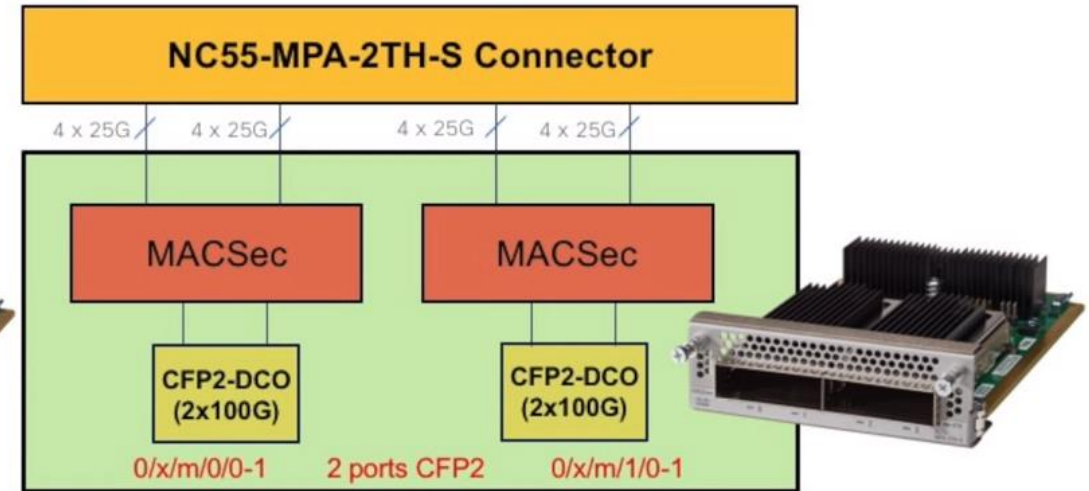 NC55-MPA-2TH-S Connector
4 x 25G 4 x 25G 4 x 25G 4 x 25G
MACSec MACSec
CFP2-DCO CFP2-DCO
(2x100G) (2x100G)
0/x/m/0/0-1 2 ports CFP2 0/x/m/1/0-1